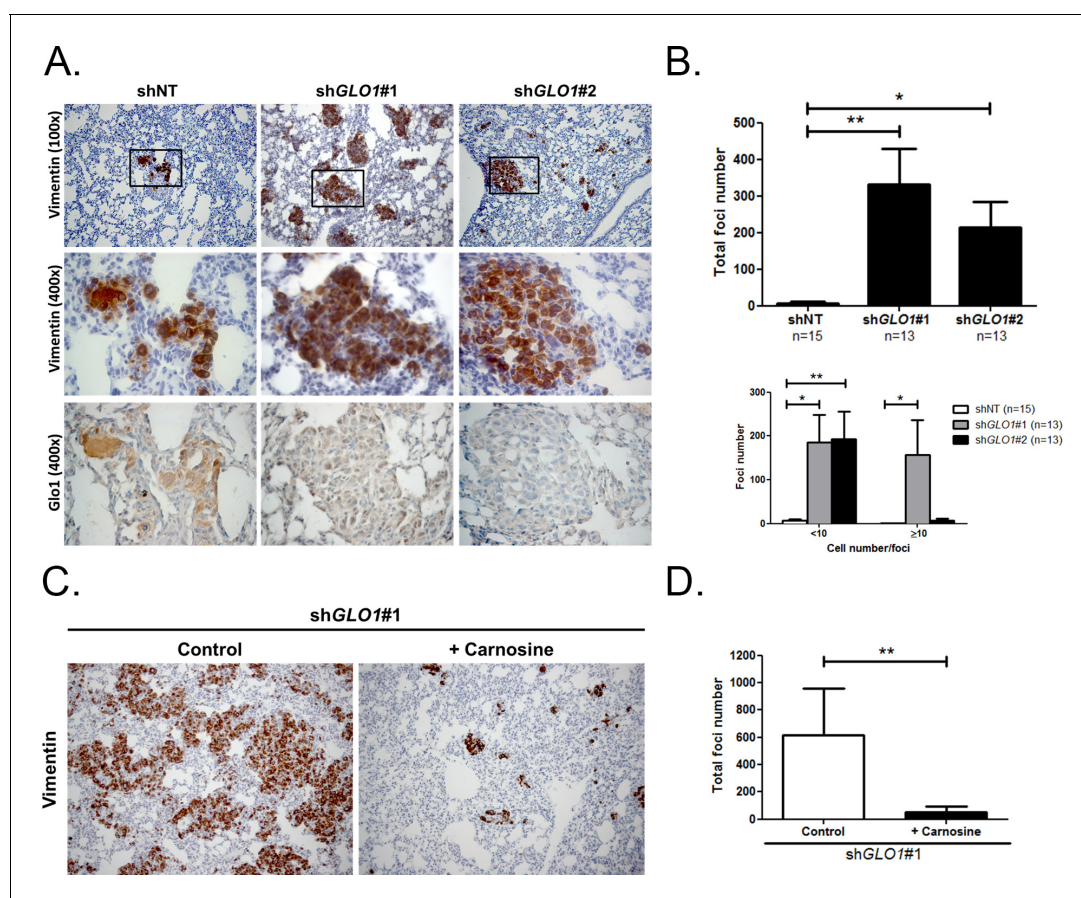 A.
shNT
shGLO1#1
shGLO1#2
Vimentin (100x)
Vimentin (400x)
Glo1 (400x)
B.
*
**
500
400
300
200
100
0
Total foci number
shNT
shGLO1#1
shGLO1#2
n=15
n=13
n=13
**
*
*
300
200
100
0
Foci number
<10
≥10
Cell number/foci
shNT (n=15)
shGLO1#1 (n=13)
shGLO1#2 (n=13)
C.
shGLO1#1
Control
+ Carnosine
Vimentin
D.
**
1200
1000
800
600
400
200
0
Total foci number
Control
+ Carnosine
shGLO1#1